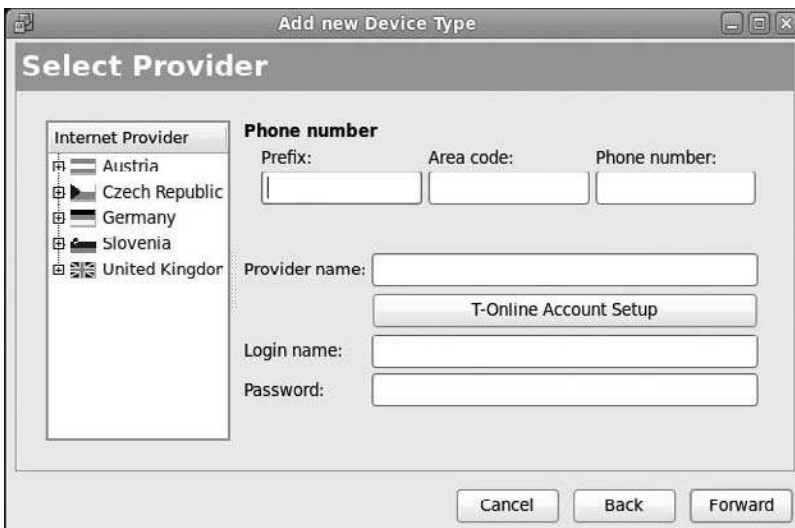 Add new Device Type
Select Provider
Internet Provider
Austria
Czech Republic
Germany
Slovenia
United Kingdor
Phone number
Prefix:
Area code:
Phone number:
Provider name:
T-Online Account Setup
Login name:
Password:
Cancel
Back
Forward